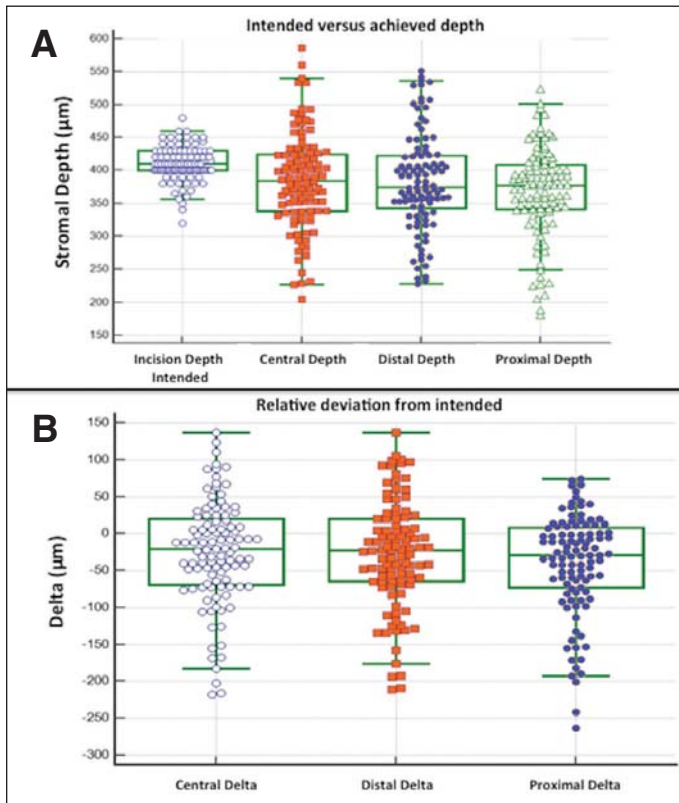 A
Intended versus achieved depth
Stromal Depth (µm)
600
550
500
450
400
350
300
250
200
150
Incision Depth
Intended
Central Depth
Distal Depth
Proximal Depth
B
Relative deviation from intended
Delta (µm)
150
100
50
0
-50
-100
-150
-200
-250
-300
Central Delta
Distal Delta
Proximal Delta